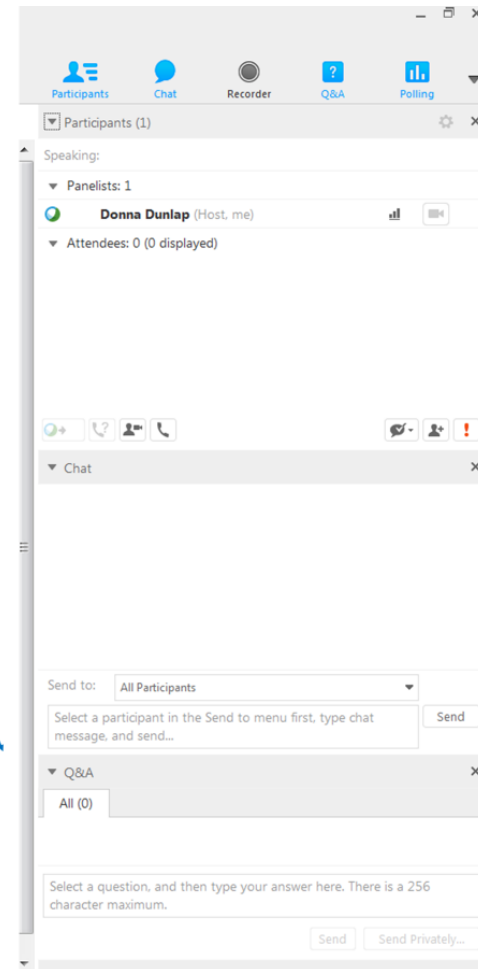 Participants Chat Recorder Q&A Polling
Participants (1)
Speaking:
Panelists: 1
Donna Dunlap (Host, me)
Attendees: 0 (0 displayed)
Chat
Send to: All Participants
Select a participant in the Send to menu first, type chat
message, and send...
Send
Q&A
All (0)
Select a question, and then type your answer here. There is a 256
character maximum.
Send Send Privately...